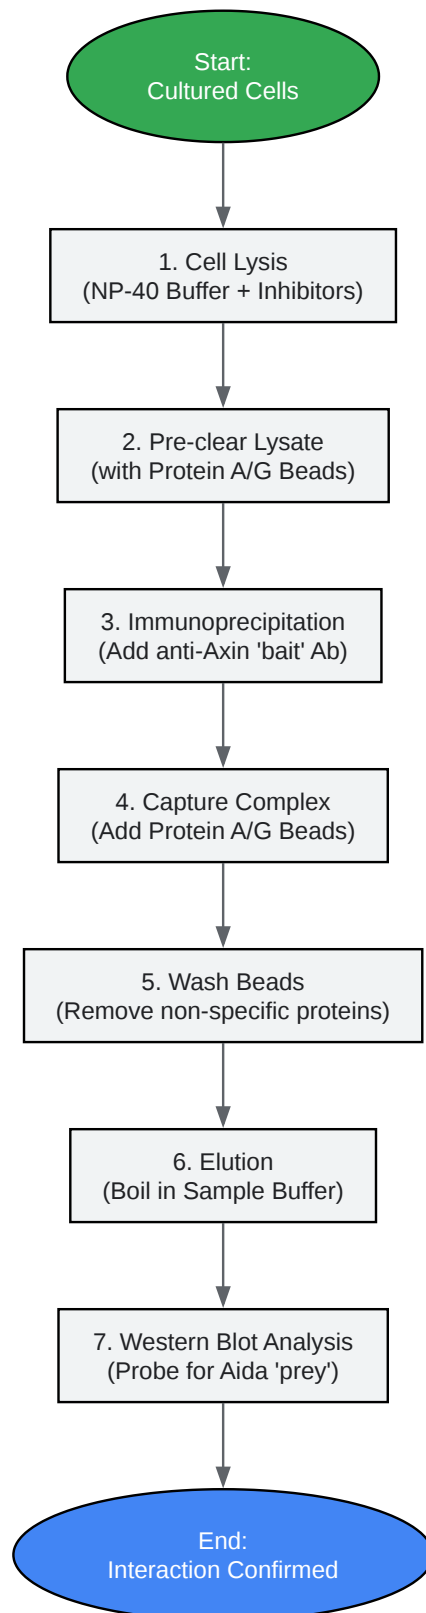 Start:
Cultured Cells
1. Cell Lysis
(NP-40 Buffer + Inhibitors)
2. Pre-clear Lysate
(with Protein A/G Beads)
3. Immunoprecipitation
(Add anti-Axin 'bait' Ab)
4. Capture Complex
(Add Protein A/G Beads)
5. Wash Beads
(Remove non-specific proteins)
6. Elution
(Boil in Sample Buffer)
7. Western Blot Analysis
(Probe for Aida 'prey')
End:
Interaction Confirmed